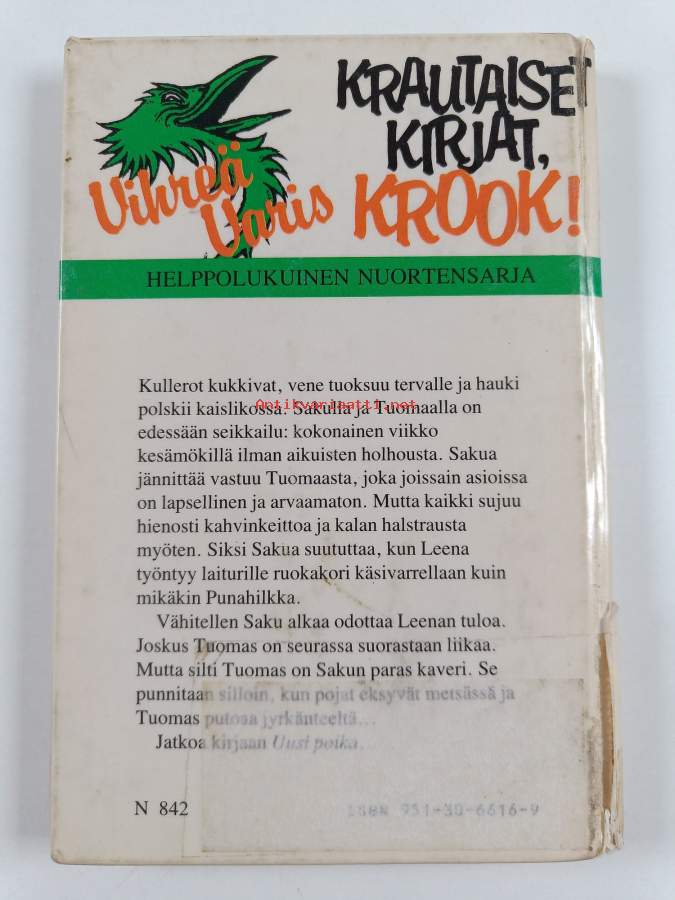 KRAUTAISET
KIRJAT,
Vihreä
Varis
KROOK!
HELPPOLUKUINEN NUORTENSARJA
Kullerot kukkivat, vene tuoksuu tervalle ja hauki
polskii kaislikossa. Sakulla ja Tuomaalla on
Antikvariaatti.net
edessään seikkailu: kokonainen viikko
kesämökillä ilman aikuisten holhousta. Sakua
jännittää vastuu Tuomaasta, joka joissain asioissa
on lapsellinen ja arvaamaton. Mutta kaikki sujuu
hienosti kahvinkeittoa ja kalan halstrausta
myöten. Siksi Sakua suututtaa, kun Leena
työntyy laiturille ruokakori käsivarrellaan kuin
mikäkin Punahilkka.
Vähitellen Saku alkaa odottaa Leenan tuloa.
Joskus Tuomas on seurassa suorastaan liikaa.
Mutta silti Tuomas on Sakun paras kaveri. Se
punnitaan silloin, kun pojat eksyvät metsässä ja
Tuomas putoaa jyrkänteeltä...
Jatkoa kirjaan Uusi poika.
N 842
ISBN 951-30-6616-9